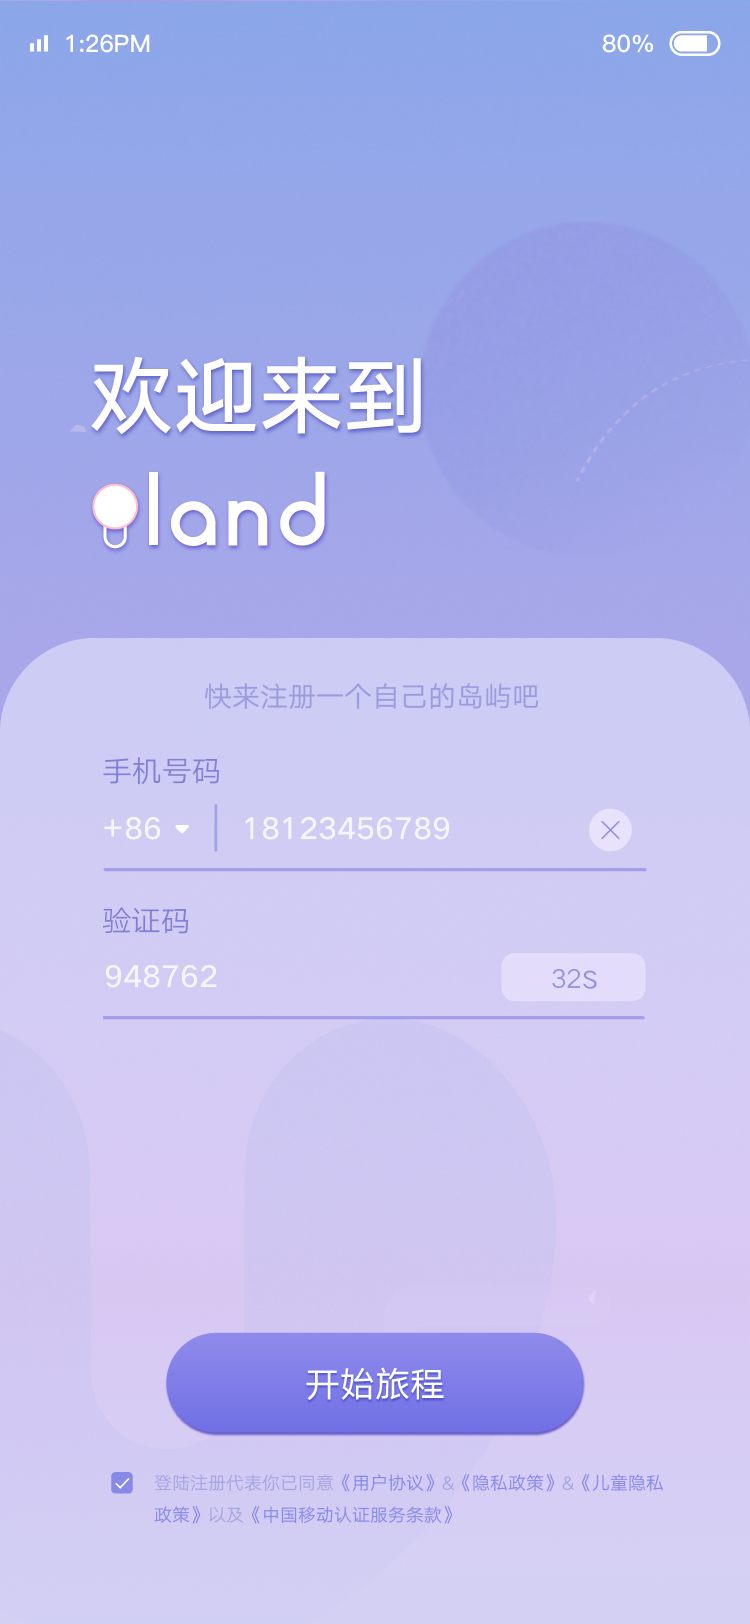 1:26PM 80%
欢迎来到
land
快来注册一个自己的岛屿吧
手机号码
+86 18123456789
验证码
948762 32S
开始旅程
登陆注册代表你已同意《用户协议》&《隐私政策》&《儿童隐私
政策》以及《中国移动认证服务条款》